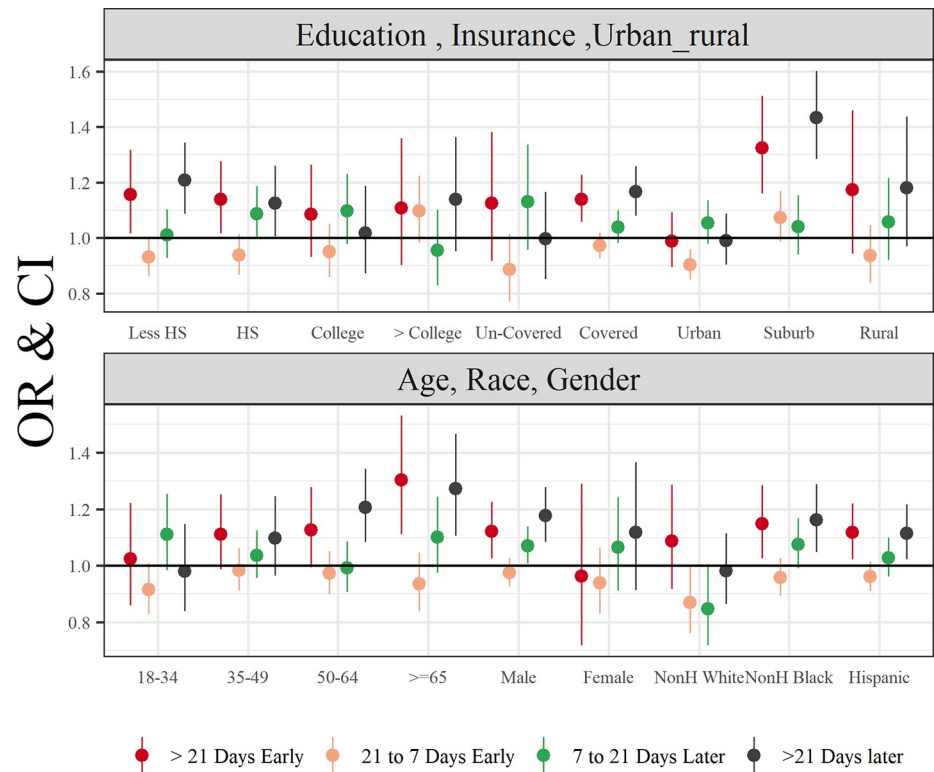 Education , Insurance ,Urban_rural
OR & CI
1.6
1.4
1.2
1.0
0.8
Less HS HS College > College Un-Covered Covered Urban Suburb Rural
Age, Race, Gender
1.4
1.2
1.0
0.8
18-34 35-49 50-64 >=65 Male Female NonH White NonH Black Hispanic
> 21 Days Early 21 to 7 Days Early 7 to 21 Days Later >21 Days later